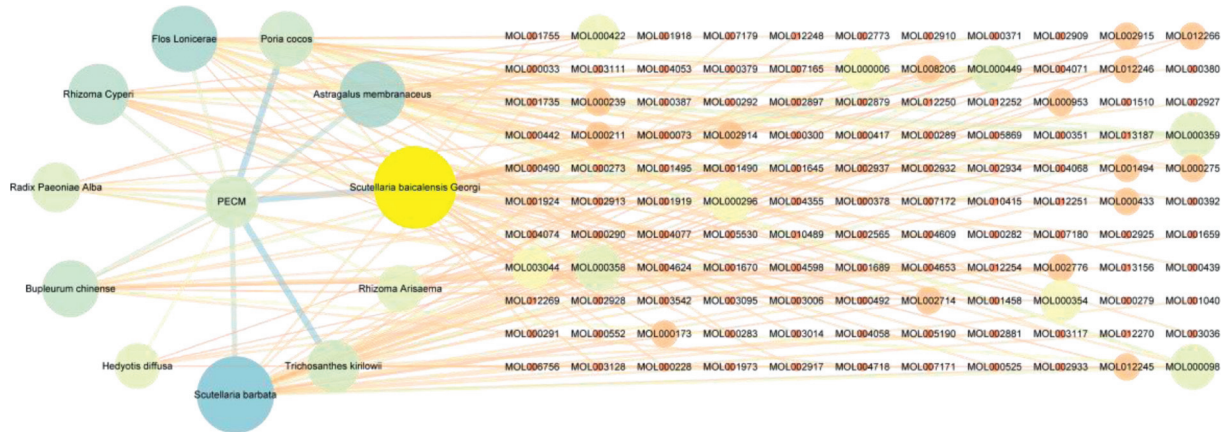 Flos Lonicerae
Poria cocos
Rhizoma Cyperi
Astragalus membranaceus
Radix Paeoniae Alba
Scutellaria baicalensis Georgi
PECM
Bupleurum chinense
Rhizoma Arisaema
Hedyotis diffusa
Trichosanthes kirilowii
Scutellaria barbata
MOL001755 MOL000422 MOL001918 MOL007179 MOL012248 MOL002773 MOL002910 MOL000371 MOL002909 MOL002915 MOL012266
MOL000033 MOL003111 MOL004053 MOL000379 MOL007165 MOL000006 MOL008206 MOL000449 MOL004071 MOL012246 MOL000380
MOL001735 MOL000239 MOL000387 MOL000292 MOL002897 MOL002879 MOL012250 MOL012252 MOL000953 MOL001510 MOL002927
MOL000442 MOL000211 MOL000073 MOL002914 MOL000300 MOL000417 MOL000289 MOL005869 MOL000351 MOL013187 MOL000359
MOL000490 MOL000273 MOL001495 MOL001490 MOL001645 MOL002937 MOL002932 MOL002934 MOL004068 MOL001494 MOL000275
MOL001924 MOL002913 MOL001919 MOL000296 MOL004355 MOL000378 MOL007172 MOL010415 MOL012251 MOL000433 MOL000392
MOL004074 MOL000290 MOL004077 MOL005530 MOL010489 MOL002565 MOL004609 MOL000282 MOL007180 MOL002925 MOL001659
MOL003044 MOL000358 MOL004624 MOL001670 MOL004598 MOL001689 MOL004653 MOL012254 MOL002776 MOL013156 MOL000439
MOL012269 MOL002928 MOL003542 MOL003095 MOL003006 MOL000492 MOL002714 MOL001458 MOL000354 MOL000279 MOL001040
MOL000291 MOL000552 MOL000173 MOL000283 MOL003014 MOL004058 MOL005190 MOL002881 MOL003117 MOL012270 MOL003036
MOL006756 MOL003128 MOL000228 MOL001973 MOL002917 MOL004718 MOL007171 MOL000525 MOL002933 MOL012245 MOL000098